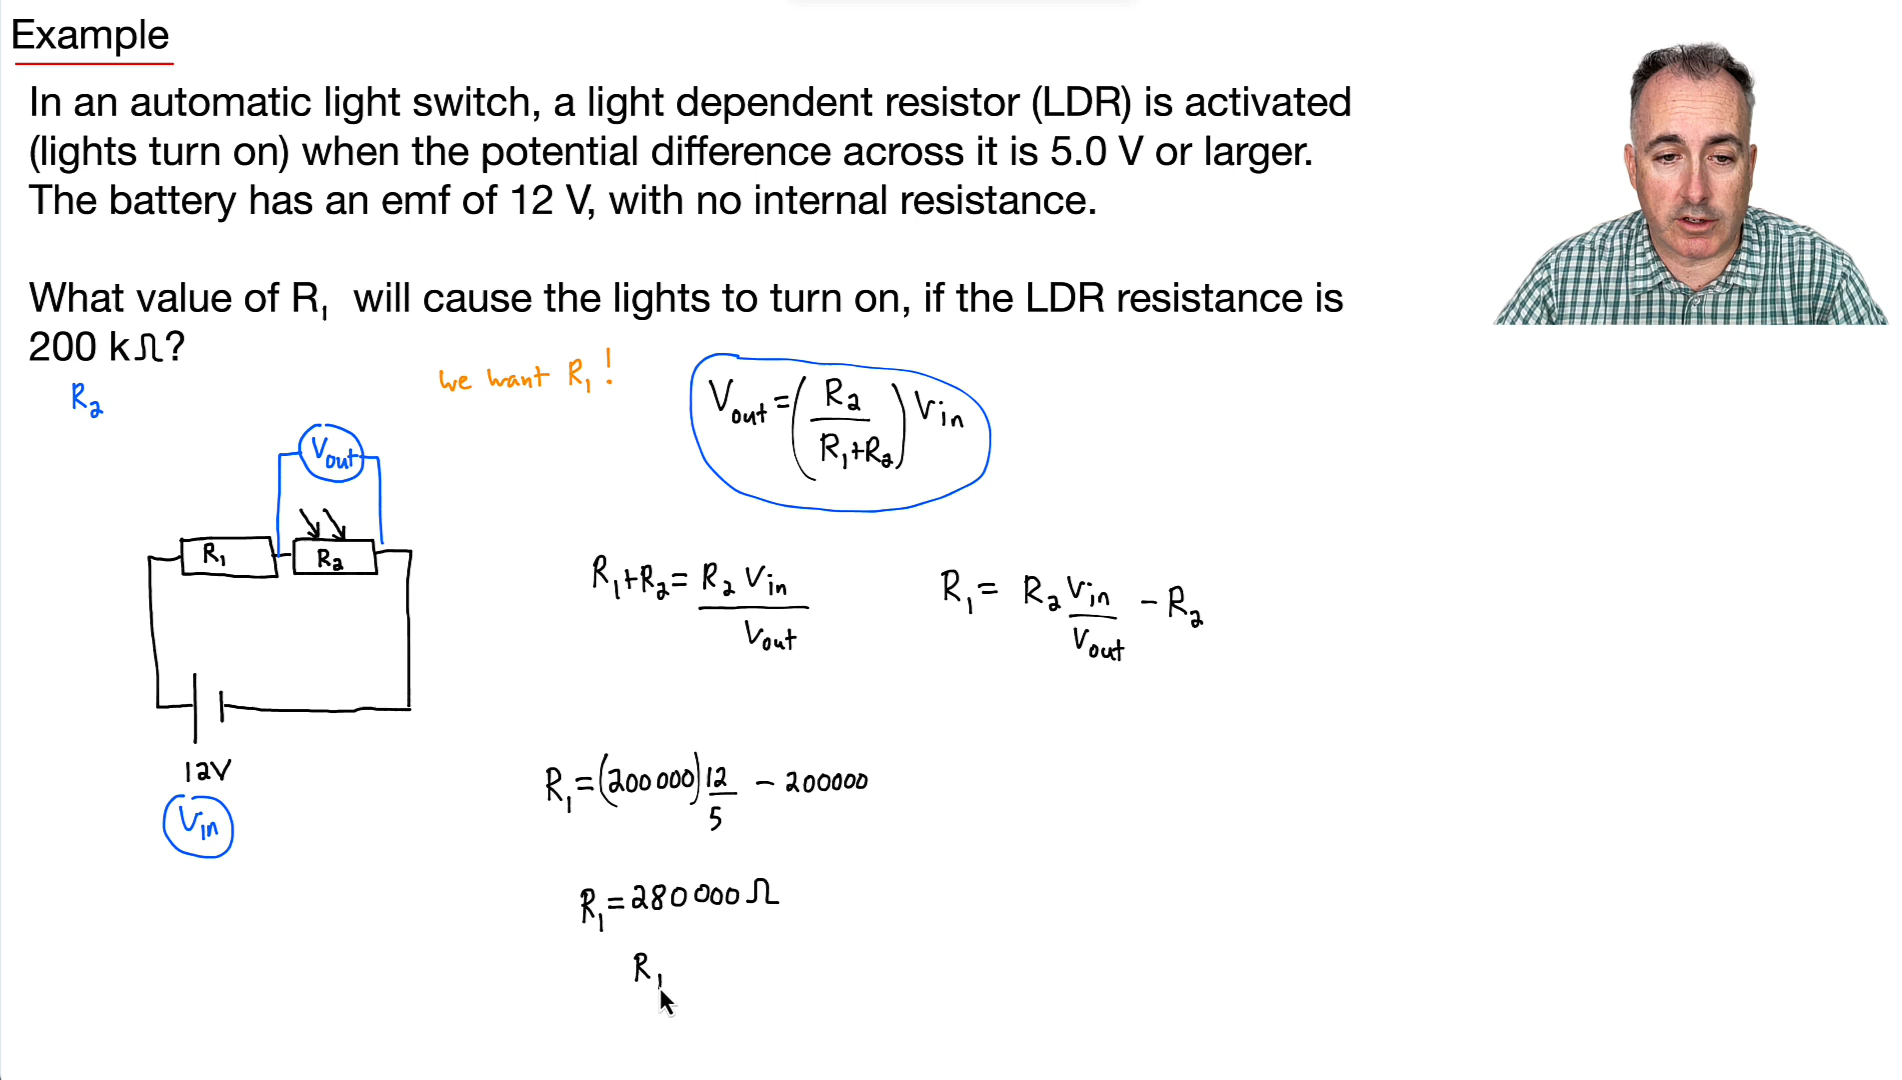 Example
In an automatic light switch, a light dependent resistor (LDR) is activated
(lights turn on) when the potential difference across it is 5.0 V or larger.
The battery has an emf of 12 V, with no internal resistance.
What value of R₁ will cause the lights to turn on, if the LDR resistance is
200 kΩ?
R₂
we want R₁!
Vout = (R₂ / R₁+R₂) Vin
Vout
R₁
R₂
12V
Vin
R₁+R₂ = R₂ Vin / Vout
R₁ = R₂ Vin / Vout - R₂
R₁ = (200 000) 12 / 5 - 200000
R₁ = 280 000 Ω
R₁